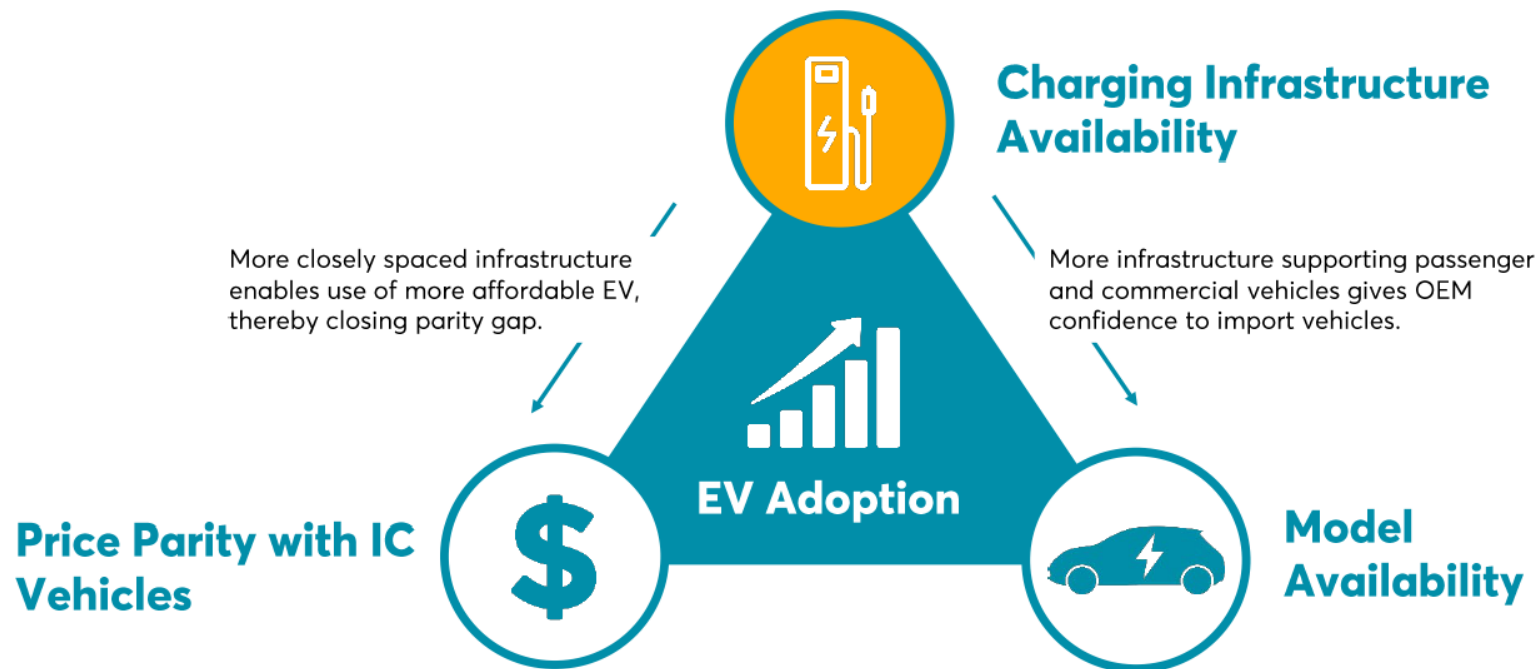 Charging Infrastructure
Availability
More closely spaced infrastructure
enables use of more affordable EV,
thereby closing parity gap.
More infrastructure supporting passenger
and commercial vehicles gives OEM
confidence to import vehicles.
EV Adoption
Price Parity with IC
Vehicles
$
Model
Availability